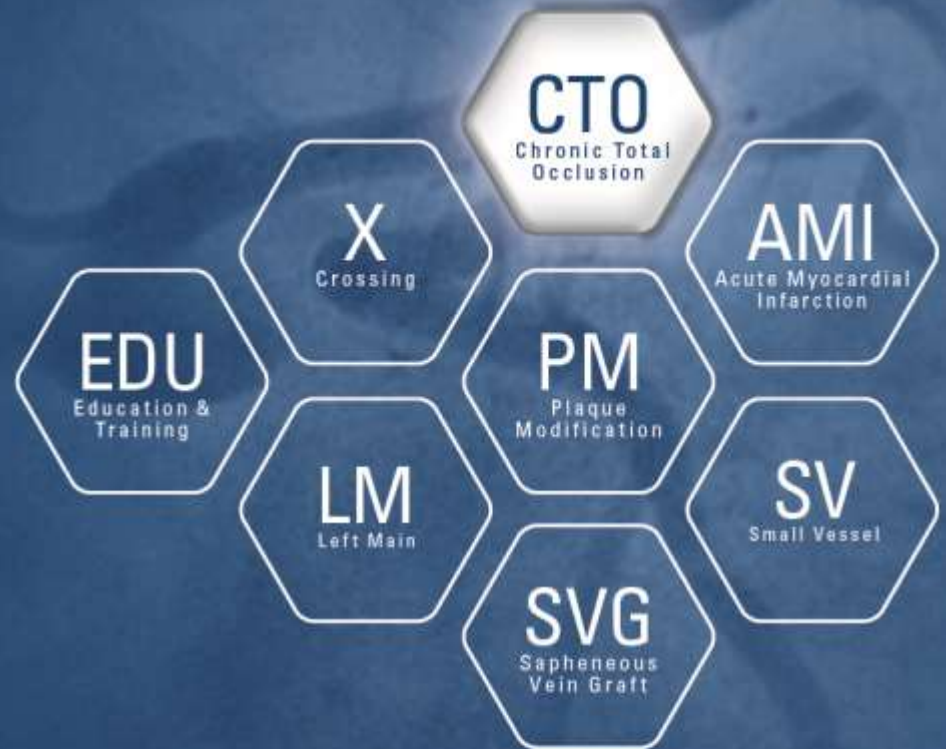 CTO
Chronic Total
Occlusion
X
Crossing
AMI
Acute Myocardial
Infarction
EDU
Education &
Training
PM
Plaque
Modification
LM
Left Main
SV
Small Vessel
SVG
Sapheneous
Vein Graft